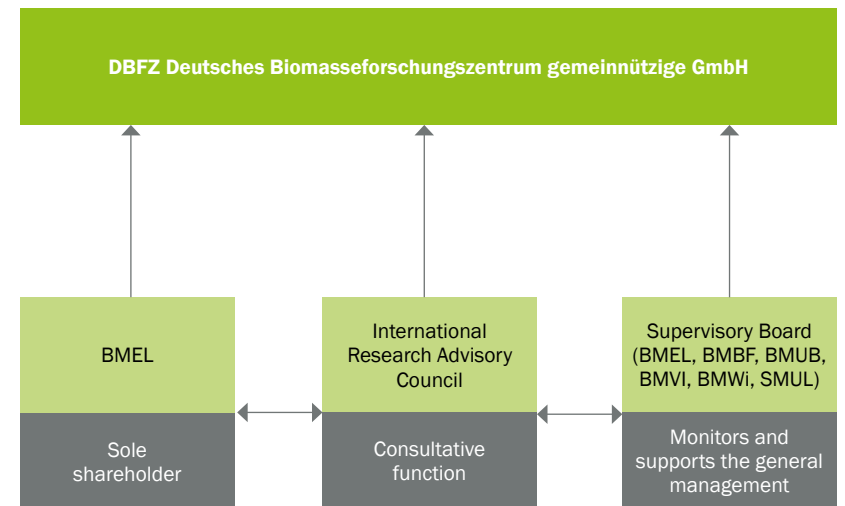 DBFZ Deutsches Biomasseforschungszentrum gemeinnützige GmbH
BMEL
Sole
shareholder
International
Research Advisory
Council
Consultative
function
Supervisory Board
(BMEL, BMBF, BMUB,
BMVI, BMWi, SMUL)
Monitors and
supports the general
management